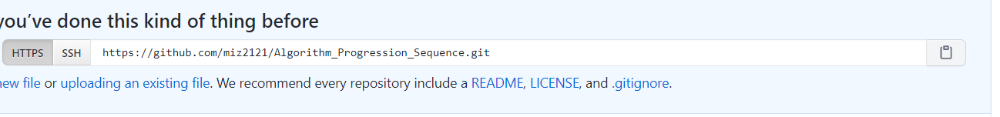 you’ve done this kind of thing before
HTTPS SSH https://github.com/miz2121/Algorithm_Progression_Sequence.git
new file or uploading an existing file. We recommend every repository include a README, LICENSE, and .gitignore.